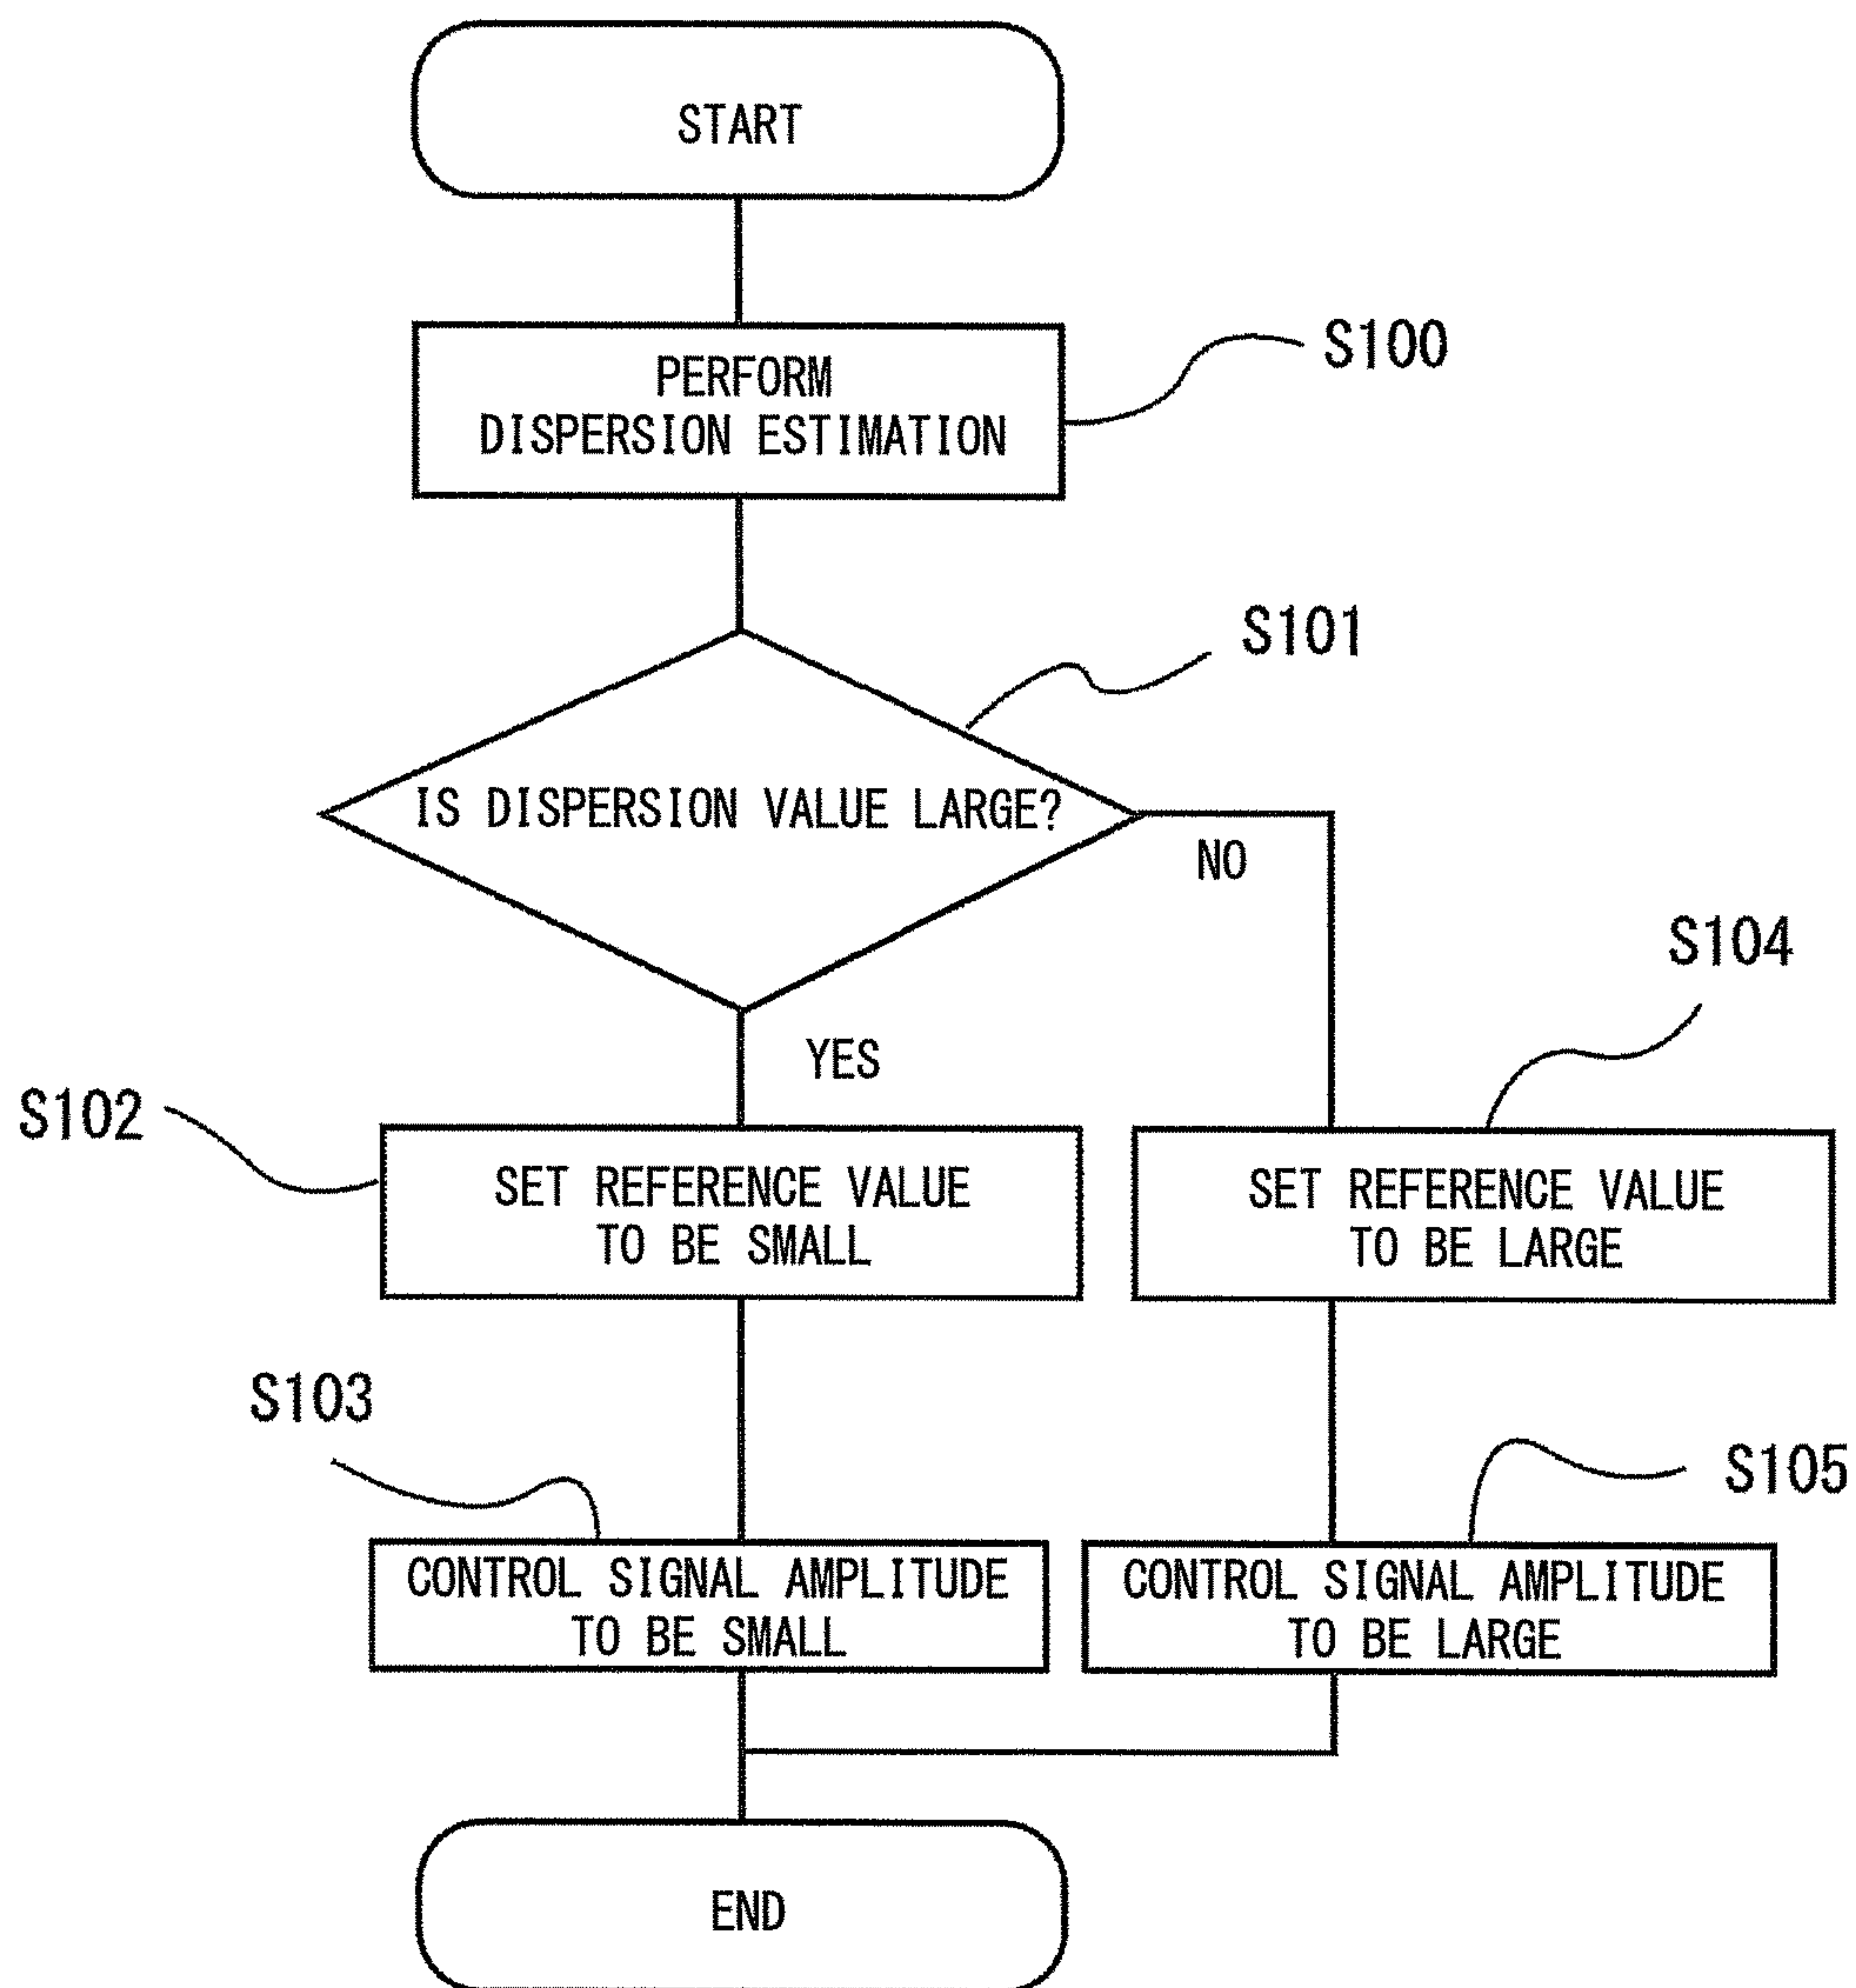 START
PERFORM
DISPERSION ESTIMATION
S100
S101
IS DISPERSION VALUE LARGE?
NO
YES
S104
S102
SET REFERENCE VALUE
TO BE SMALL
SET REFERENCE VALUE
TO BE LARGE
S103
S105
CONTROL SIGNAL AMPLITUDE
TO BE SMALL
CONTROL SIGNAL AMPLITUDE
TO BE LARGE
END